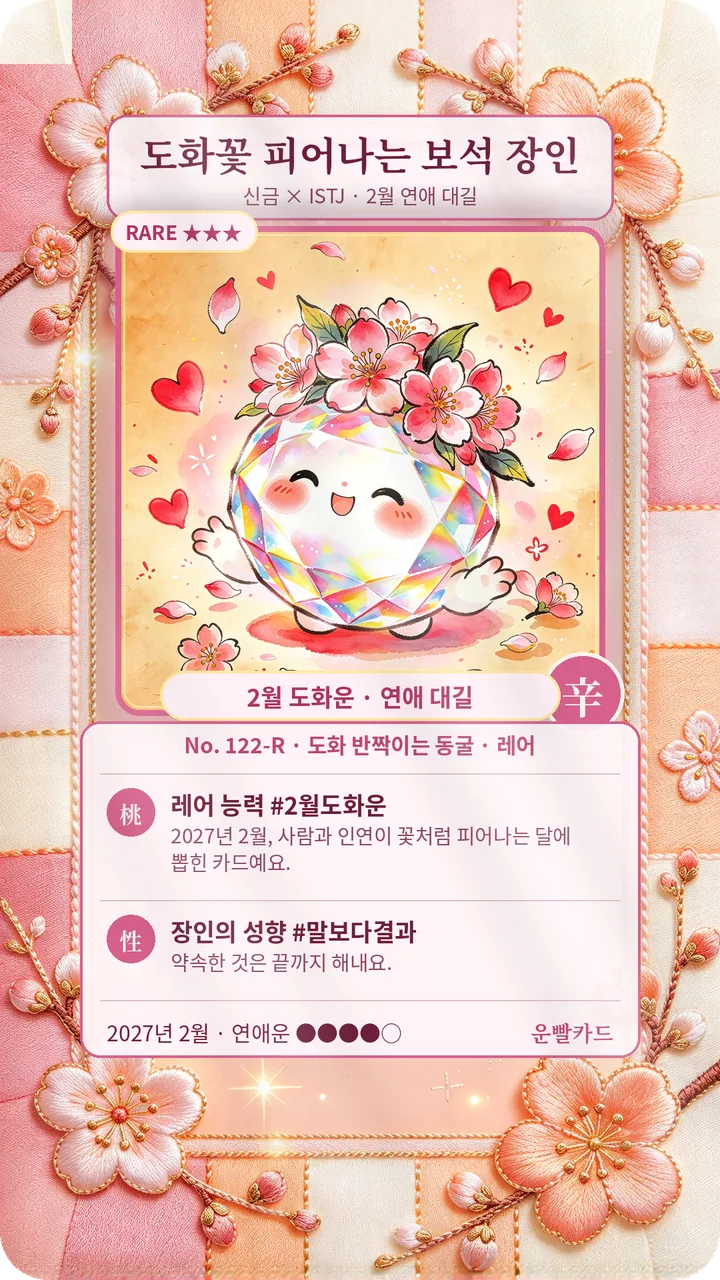 도화꽃 피어나는 보석 장인
신금 × ISTJ · 2월 연애 대길
RARE ★★★
2월 도화운 · 연애 대길
辛
No. 122-R · 도화 반짝이는 동굴 · 레어
桃
레어 능력 #2월도화운
2027년 2월, 사람과 인연이 꽃처럼 피어나는 달에
뽑힌 카드예요.
性
장인의 성향 #말보다결과
약속한 것은 끝까지 해내요.
2027년 2월 · 연애운 ●●●●○
운빨카드